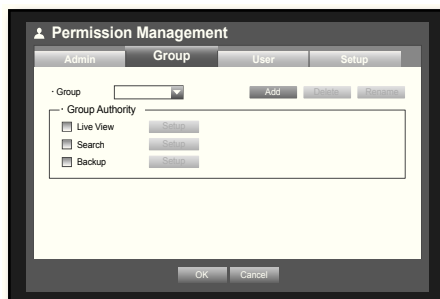 Permission Management
Admin Group User Setup
· Group Add Delete Rename
· Group Authority
Live View Setup
Search Setup
Backup Setup
OK Cancel